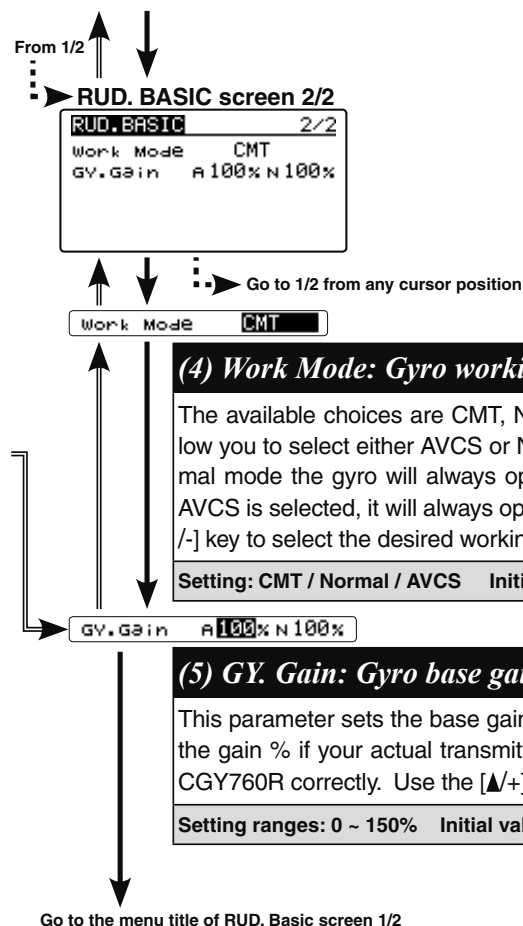 From 1/2
RUD. BASIC screen 2/2
RUD.BASIC 2/2
Work Mode CMT
GY.Gain A100% N100%
Go to 1/2 from any cursor position
Work Mode CMT
(4) Work Mode: Gyro worki
The available choices are CMT, N
low you to select either AVCS or N
mal mode the gyro will always op
AVCS is selected, it will always op
/-] key to select the desired workin
Setting: CMT / Normal / AVCS Initi
GY.Gain A100% N100%
(5) GY. Gain: Gyro base gai
This parameter sets the base gain
the gain % if your actual transmit
CGY760R correctly. Use the [▲/+]
Setting ranges: 0 ~ 150% Initial val
Go to the menu title of RUD. Basic screen 1/2